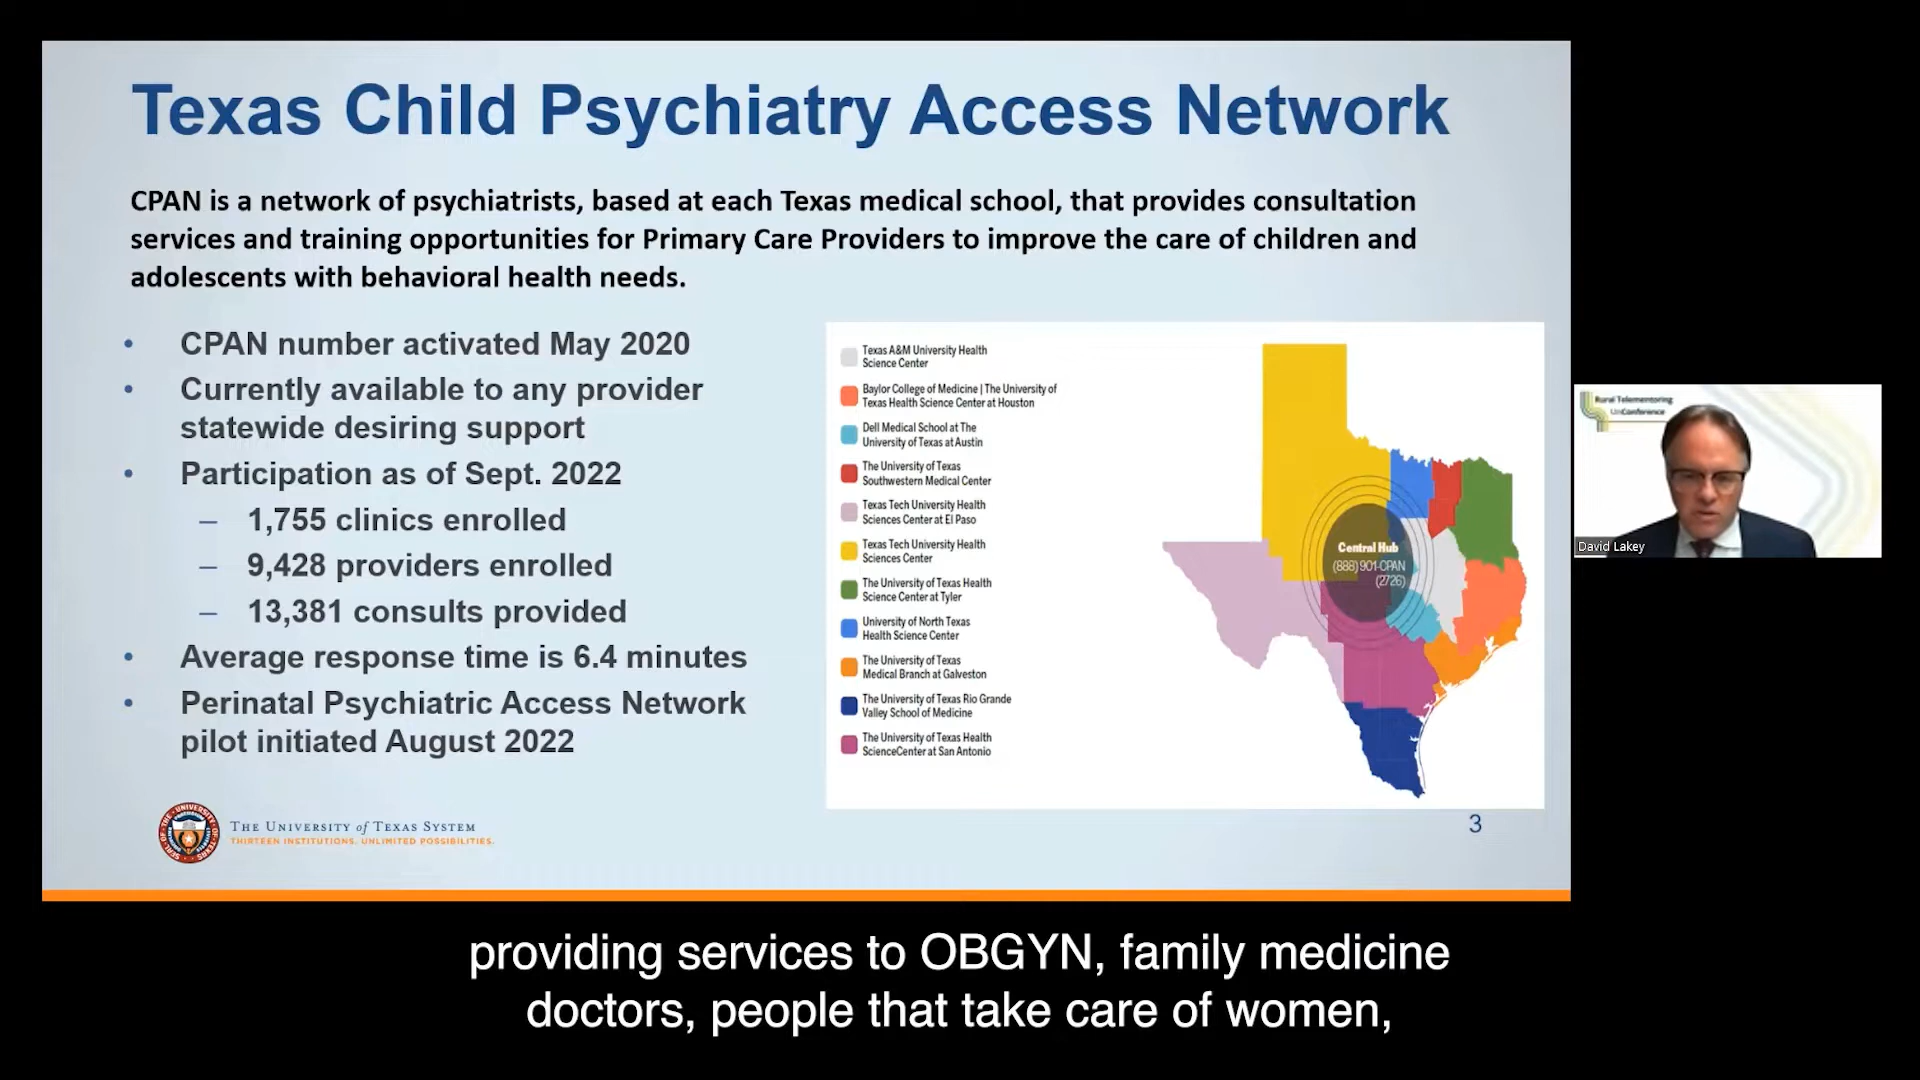 Texas Child Psychiatry Access Network
CPAN is a network of psychiatrists, based at each Texas medical school, that provides consultation
services and training opportunities for Primary Care Providers to improve the care of children and
adolescents with behavioral health needs.
• CPAN number activated May 2020
• Currently available to any provider
statewide desiring support
• Participation as of Sept. 2022
– 1,755 clinics enrolled
– 9,428 providers enrolled
– 13,381 consults provided
• Average response time is 6.4 minutes
• Perinatal Psychiatric Access Network
pilot initiated August 2022
Texas A&M University Health
Science Center
Baylor College of Medicine | The University of
Texas Health Science Center at Houston
Dell Medical School at The
University of Texas at Austin
The University of Texas
Southwestern Medical Center
Texas Tech University Health
Sciences Center at El Paso
Texas Tech University Health
Sciences Center
The University of Texas Health
Science Center at Tyler
University of North Texas
Health Science Center
The University of Texas
Medical Branch at Galveston
The University of Texas Rio Grande
Valley School of Medicine
The University of Texas Health
ScienceCenter at San Antonio
Central Hub
(888) 901-CPAN
(2726)
THE UNIVERSITY of TEXAS SYSTEM
THIRTEEN INSTITUTIONS. UNLIMITED POSSIBILITIES.
3
Rural Telementoring
UnConference
David Lakey
providing services to OBGYN, family medicine
doctors, people that take care of women,